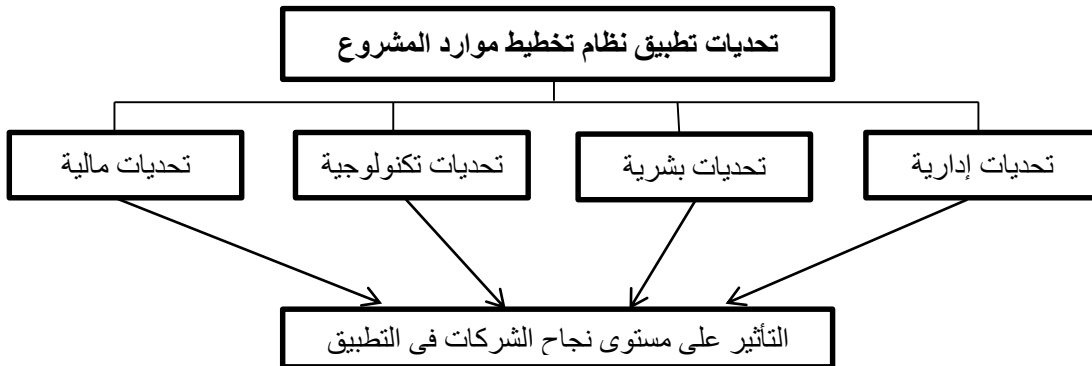 تحديات تطبيق نظام تخطيط موارد المشروع
تحديات إدارية
تحديات بشرية
تحديات تكنولوجية
تحديات مالية
التأثير على مستوى نجاح الشركات فى التطبيق